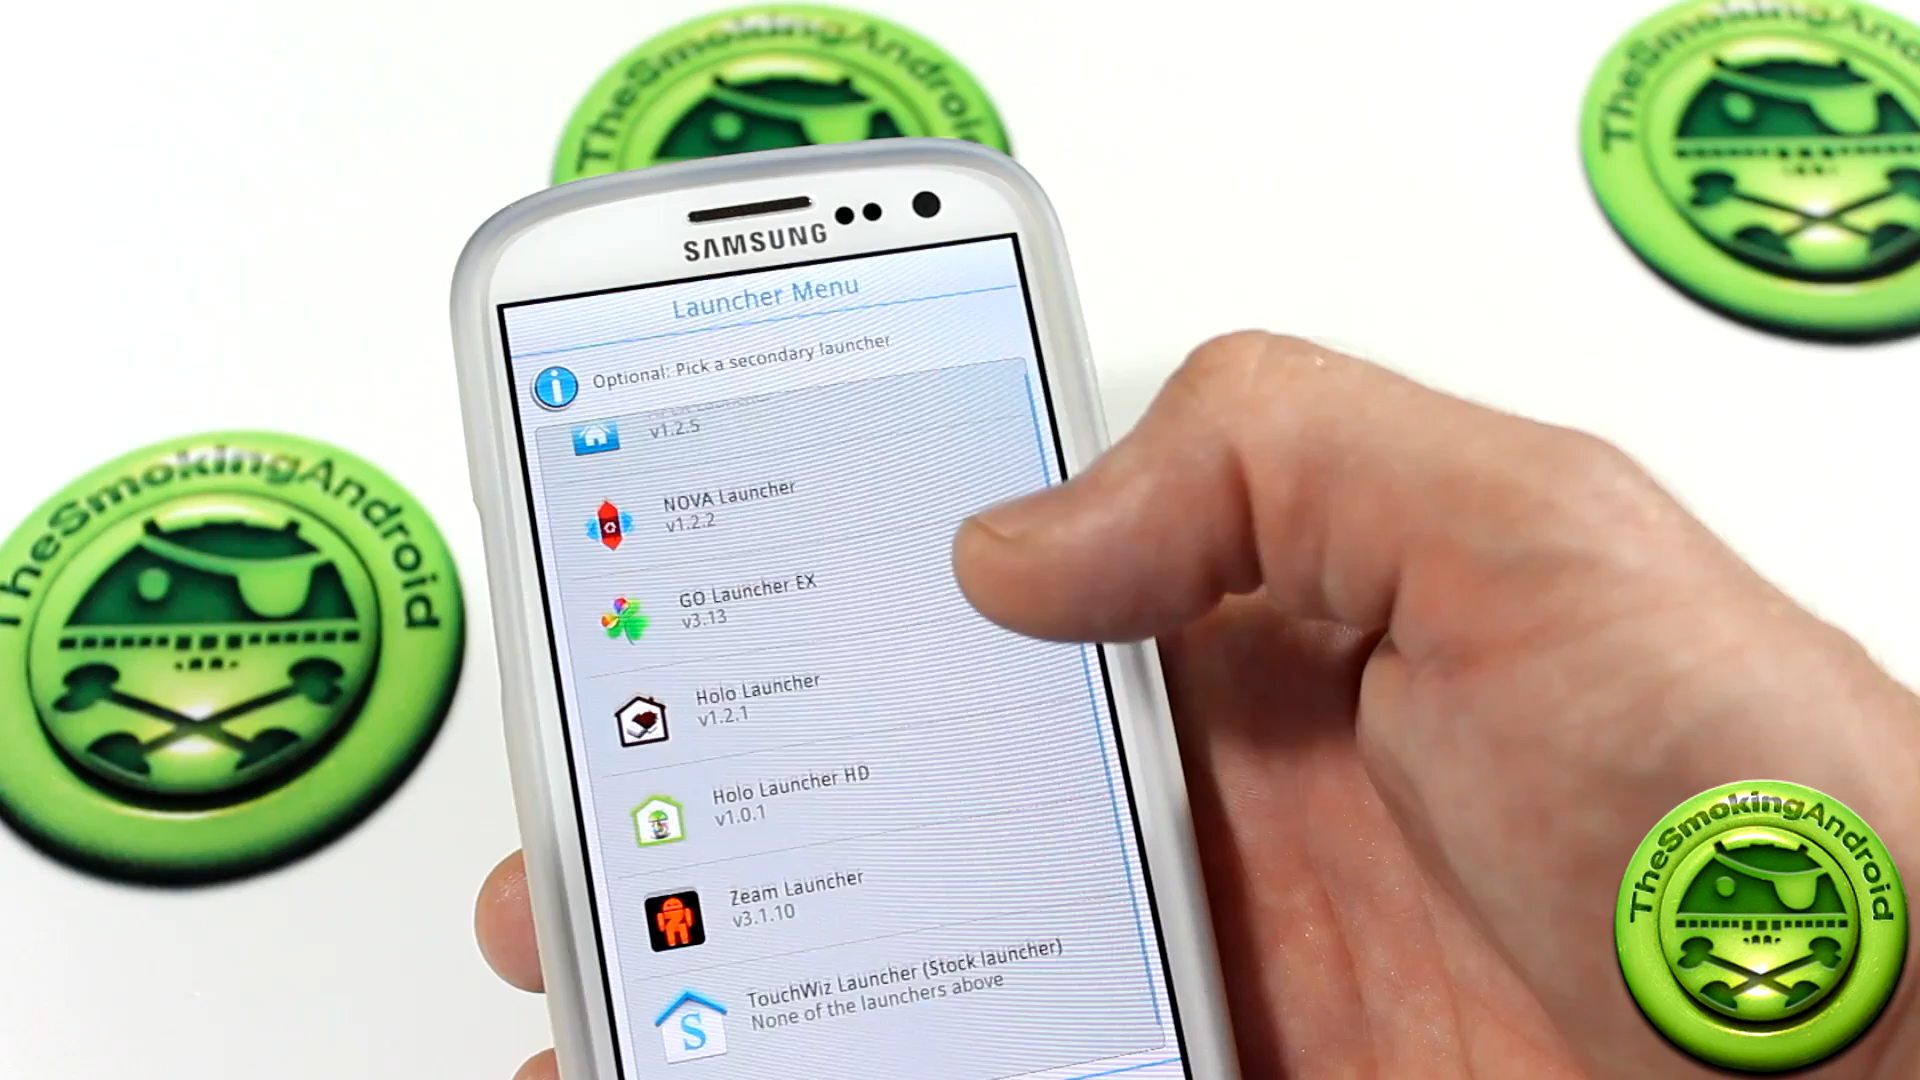 TheSmokingAndroid
TheSmokingAndroid
SAMSUNG
Launcher Menu
Optional: Pick a secondary launcher
v1.2.5
NOVA Launcher
v1.2.2
GO Launcher EX
v3.13
Holo Launcher
v1.2.1
Holo Launcher HD
v1.0.1
Zeam Launcher
v3.1.10
TouchWiz Launcher (Stock launcher)
None of the launchers above
S
TheSmokingAndroid
TheSmokingAndroid